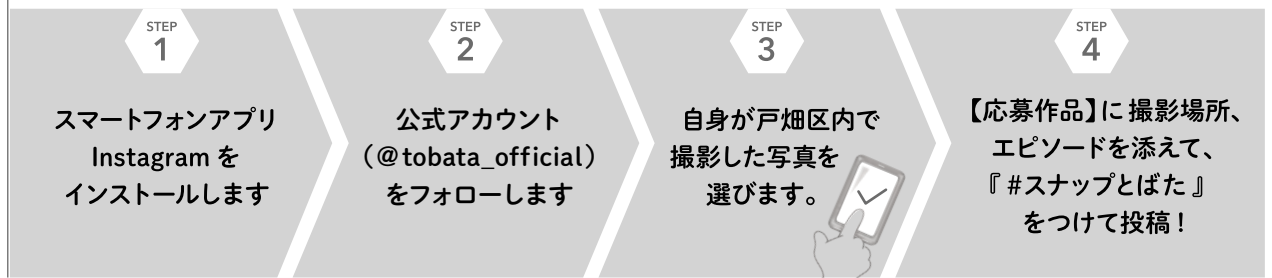 STEP
1
スマートフォンアプリ
Instagram を
インストールします
STEP
2
公式アカウント
（＠tobata_official）
をフォローします
STEP
3
自身が戸畑区内で
撮影した写真を
選びます。
STEP
4
【応募作品】に 撮影場所、
エピソードを添えて、
『 #スナップとばた 』
をつけて投稿！